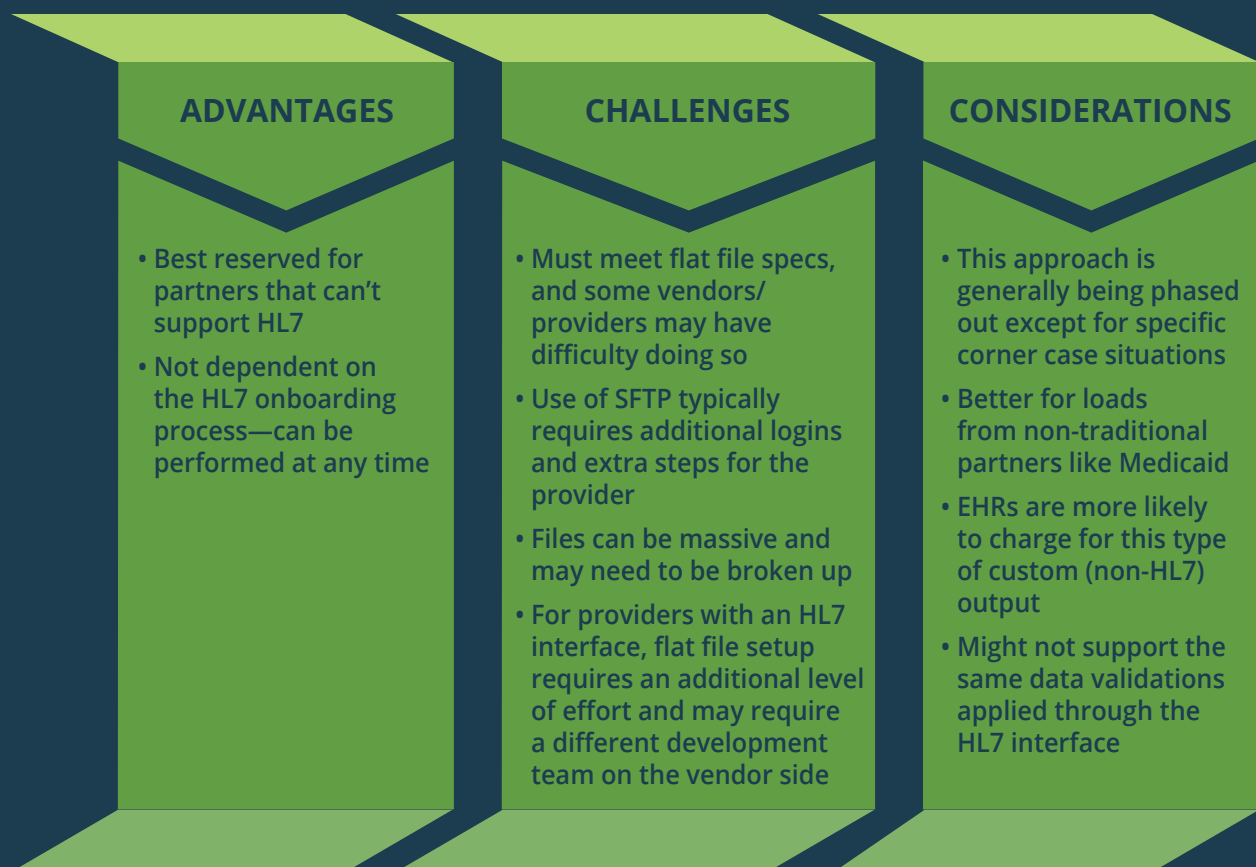 ADVANTAGES
• Best reserved for
partners that can’t
support HL7
• Not dependent on
the HL7 onboarding
process—can be
performed at any time
CHALLENGES
• Must meet flat file specs,
and some vendors/
providers may have
difficulty doing so
• Use of SFTP typically
requires additional logins
and extra steps for the
provider
• Files can be massive and
may need to be broken up
• For providers with an HL7
interface, flat file setup
requires an additional level
of effort and may require
a different development
team on the vendor side
CONSIDERATIONS
• This approach is
generally being phased
out except for specific
corner case situations
• Better for loads
from non-traditional
partners like Medicaid
• EHRs are more likely
to charge for this type
of custom (non-HL7)
output
• Might not support the
same data validations
applied through the
HL7 interface